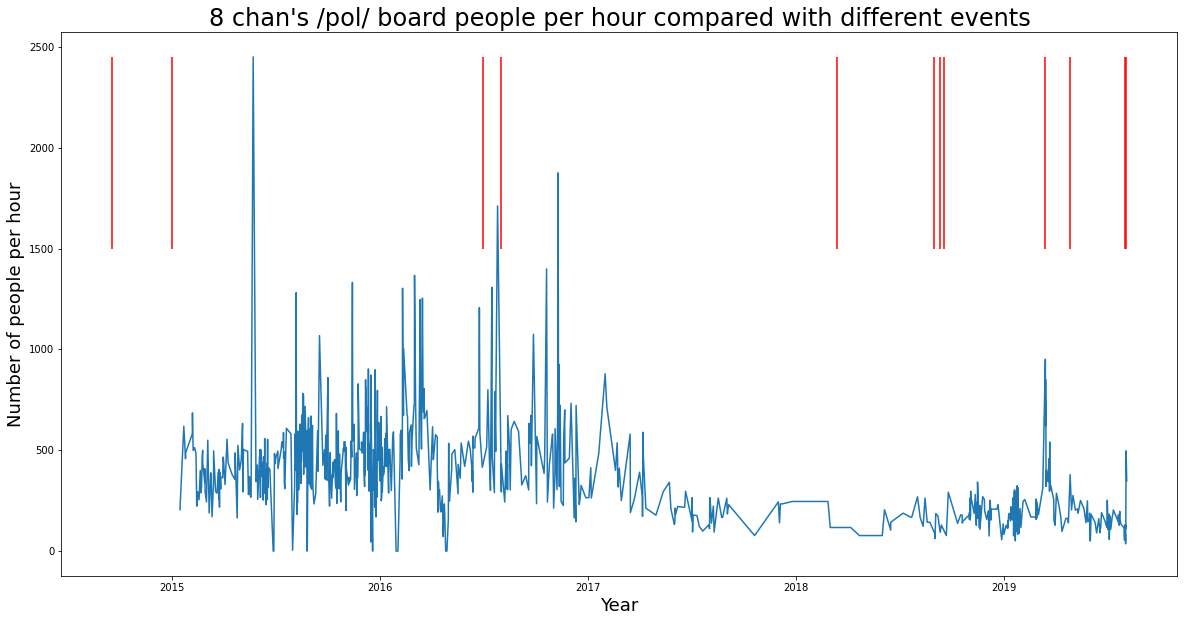 8 chan's /pol/ board people per hour compared with different events
Number of people per hour
2500
2000
1500
1000
500
0
2015 2016 2017 2018 2019
Year